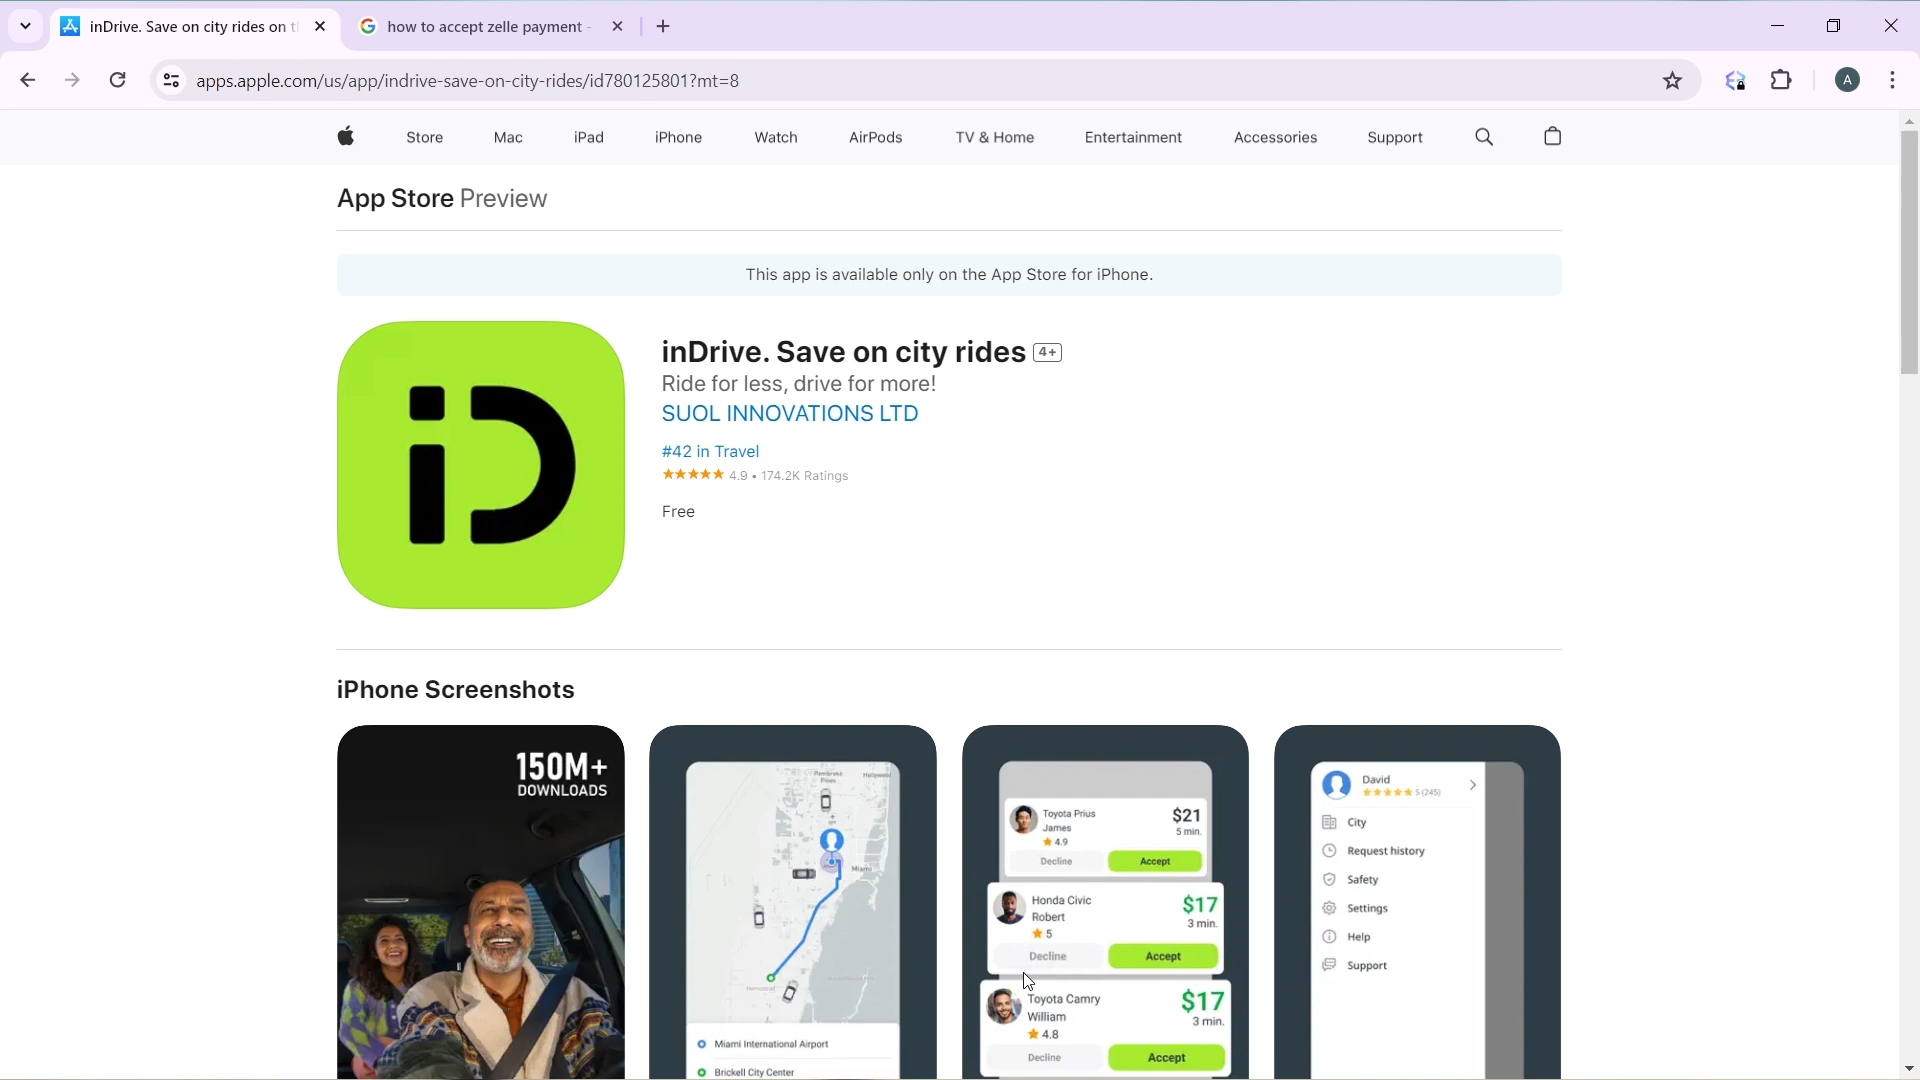 inDrive. Save on city rides on t
how to accept zelle payment -
apps.apple.com/us/app/indrive-save-on-city-rides/id780125801?mt=8
A
Store
Mac
iPad
iPhone
Watch
AirPods
TV & Home
Entertainment
Accessories
Support
App Store Preview
This app is available only on the App Store for iPhone.
iD
inDrive. Save on city rides 4+
Ride for less, drive for more!
SUOL INNOVATIONS LTD
#42 in Travel
★★★★★ 4.9 • 174.2K Ratings
Free
iPhone Screenshots
150M+
DOWNLOADS
Pembroke
Pines
Miami
Miami International Airport
Brickell City Center
Toyota Prius
$21
James
5 min.
4.9
Decline
Accept
Honda Civic
$17
Robert
3 min.
5
Decline
Accept
Toyota Camry
$17
William
3 min.
4.8
Decline
Accept
David
5 (245)
City
Request history
Safety
Settings
Help
Support